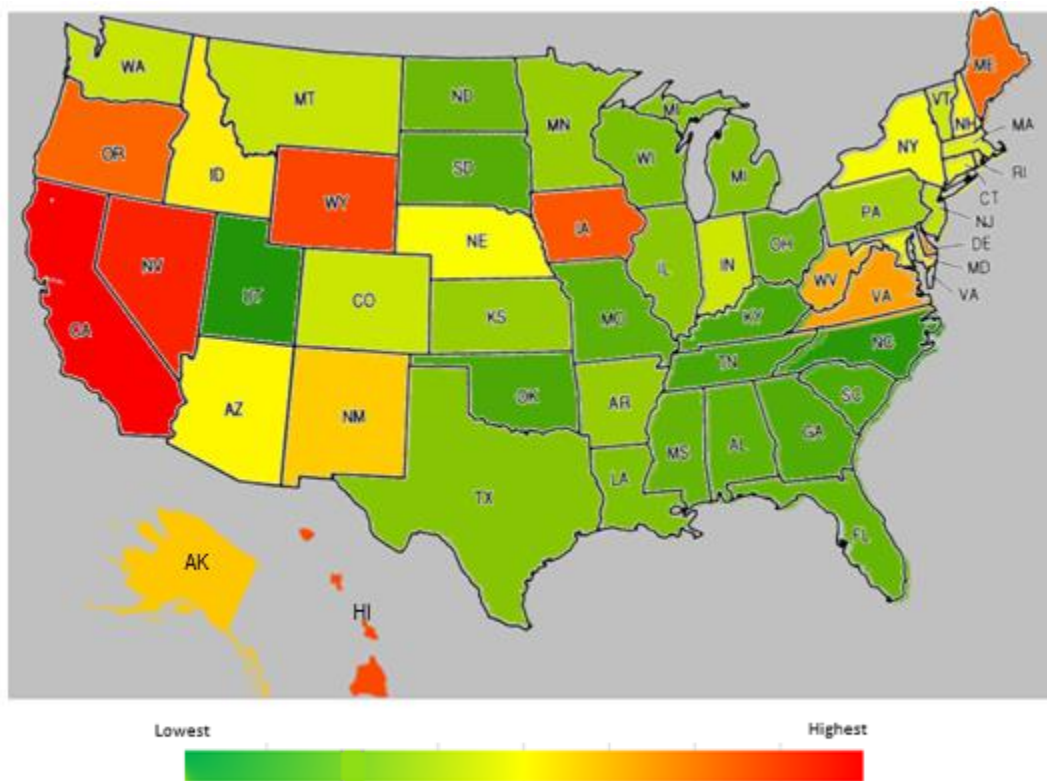 ME
WA
VT
MT
ND
MA
MI
NH
MN
OR
NY
WI
ID
SD
RI
MI
WY
CT
PA
IA
NJ
NE
DE
OH
NV
IN
IL
MD
UT
WV
CO
VA
VA
KS
MO
CA
KY
NC
TN
SC
OK
AR
AZ
NM
GA
MS
AL
LA
TX
FL
AK
HI
Lowest
Highest